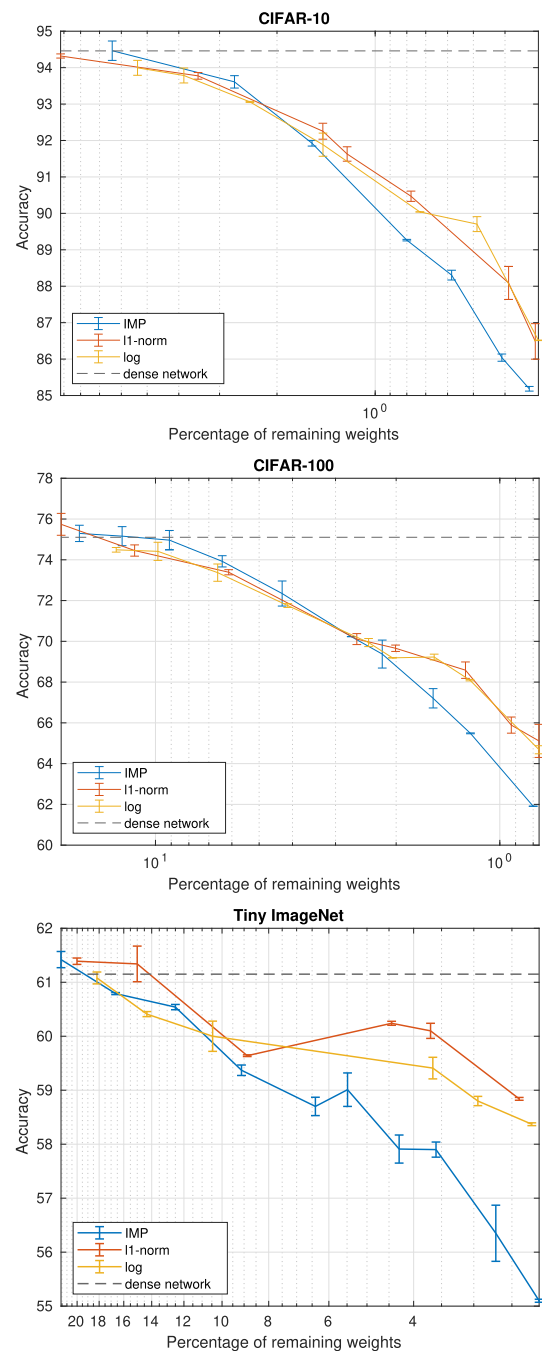 CIFAR-10
95
94
93
92
91
90
89
88
87
86
85
Accuracy
IMP
l1-norm
log
dense network
10^0
Percentage of remaining weights
CIFAR-100
78
76
74
72
70
68
66
64
62
60
Accuracy
IMP
l1-norm
log
dense network
10^1 10^0
Percentage of remaining weights
Tiny ImageNet
62
61
60
59
58
57
56
55
Accuracy
IMP
l1-norm
log
dense network
20 18 16 14 12 10 8 6 4
Percentage of remaining weights